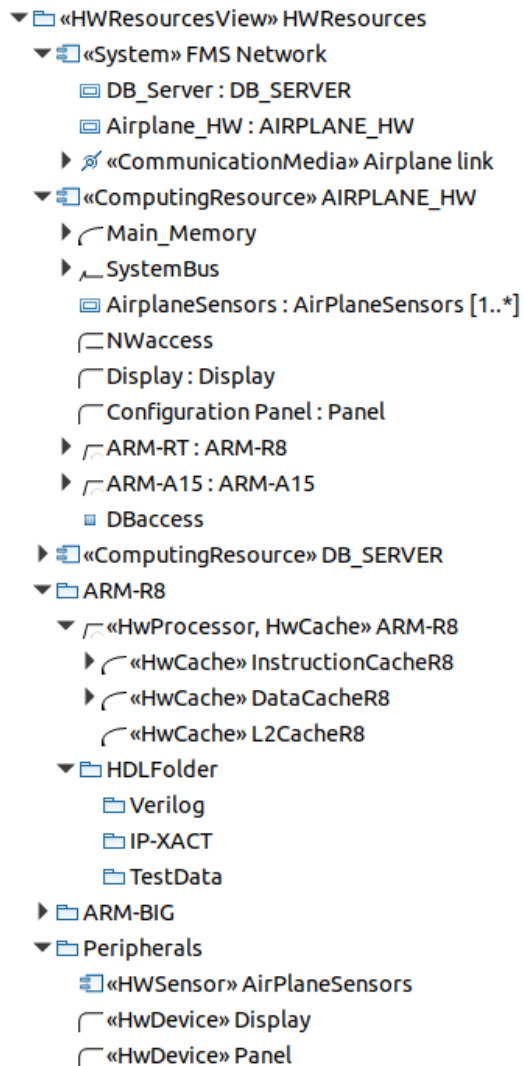 «HWResourcesView» HWResources
«System» FMS Network
DB_Server : DB_SERVER
Airplane_HW : AIRPLANE_HW
«CommunicationMedia» Airplane link
«ComputingResource» AIRPLANE_HW
Main_Memory
SystemBus
AirplaneSensors : AirPlaneSensors [1..*]
NWaccess
Display : Display
Configuration Panel : Panel
ARM-RT : ARM-R8
ARM-A15 : ARM-A15
DBaccess
«ComputingResource» DB_SERVER
ARM-R8
«HwProcessor, HwCache» ARM-R8
«HwCache» InstructionCacheR8
«HwCache» DataCacheR8
«HwCache» L2CacheR8
HDLFolder
Verilog
IP-XACT
TestData
ARM-BIG
Peripherals
«HWSensor» AirPlaneSensors
«HwDevice» Display
«HwDevice» Panel